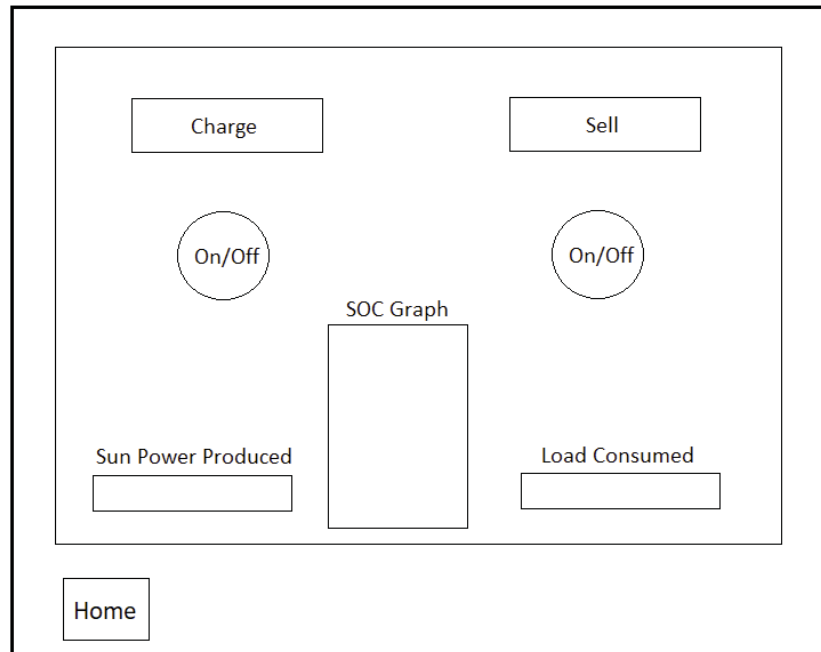 Charge
Sell
On/Off
On/Off
SOC Graph
Sun Power Produced
Load Consumed
Home